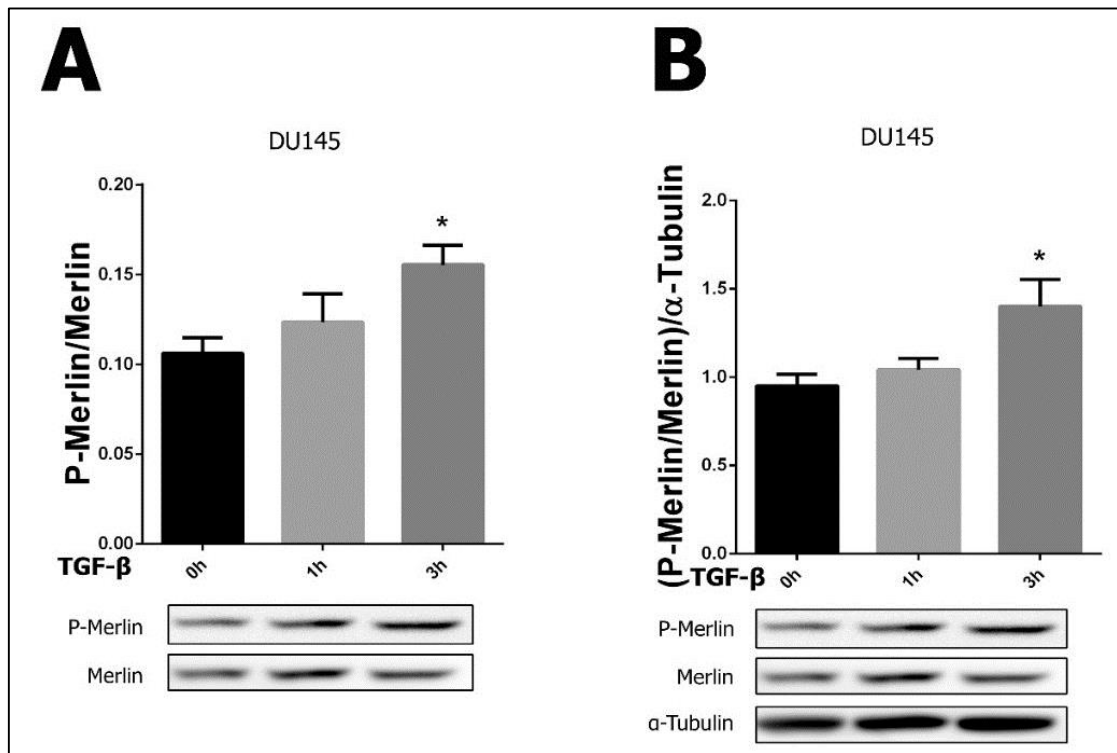 A
DU145
P-Merlin/Merlin
0.20
0.15
0.10
0.05
0.00
*
TGF-β
0h
1h
3h
P-Merlin
Merlin
B
DU145
(P-Merlin/Merlin)/α-Tubulin
2.0
1.5
1.0
0.5
0.0
*
TGF-β
0h
1h
3h
P-Merlin
Merlin
α-Tubulin